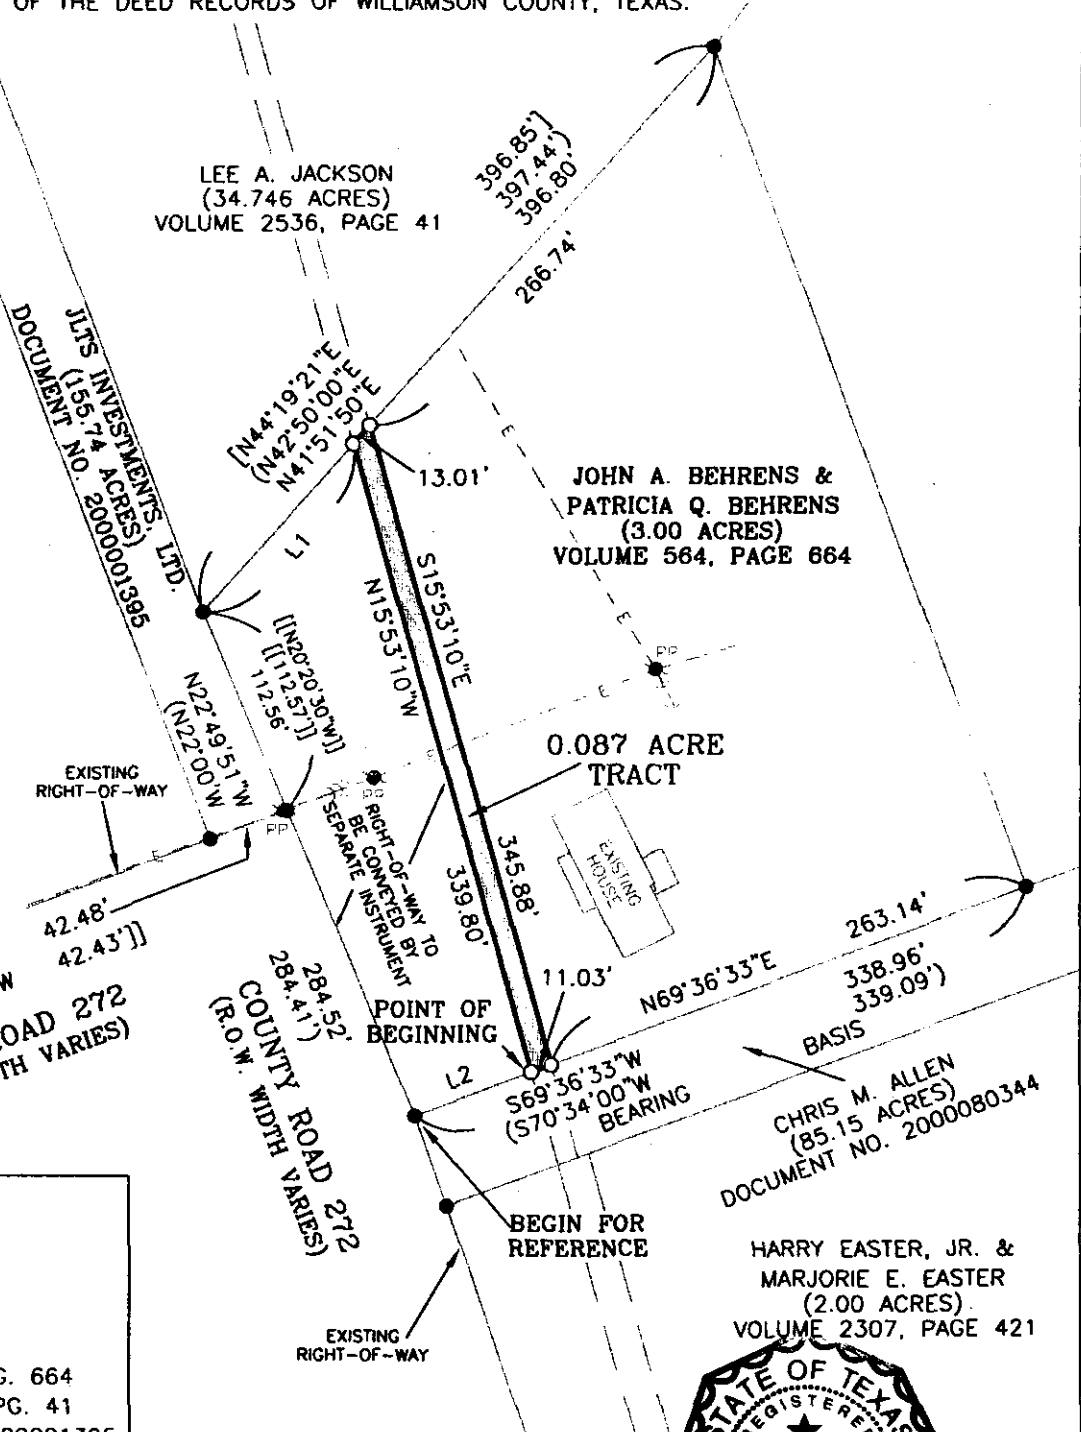 OF THE DEED RECORDS OF WILLIAMSON COUNTY, TEXAS.
LEE A. JACKSON
(34.746 ACRES)
VOLUME 2536, PAGE 41
396.85']
397.44')
396.80'
266.74'
JLTS INVESTMENTS, LTD.
(155.74 ACRES)
DOCUMENT NO. 2000001395
[N44°19'21"E
(N42°50'00"E
N41°51'50"E
13.01'
JOHN A. BEHRENS &
PATRICIA Q. BEHRENS
(3.00 ACRES)
VOLUME 564, PAGE 664
E
L1
S15°53'10"E
N15°53'10"W
E
[[N20°20'30"W]]
[[112.57']]
112.56'
PP
E
N22°49'51"W
(N22°00'W
0.087 ACRE
TRACT
E
EXISTING
RIGHT-OF-WAY
PP
PP
RIGHT-OF-WAY TO
BE CONVEYED BY
SEPARATE INSTRUMENT
E
EXISTING
HOUSE
345.88'
339.80'
42.48'
42.43']]
263.14'
W
OAD 272
TH VARIES)
284.52'
284.41')
COUNTY ROAD 272
(R.O.W. WIDTH VARIES)
11.03'
N69°36'33"E
338.96'
339.09')
POINT OF
BEGINNING
L2
S69°36'33"W
(S70°34'00"W
BEARING
BASIS
CHRIS M. ALLEN
(85.15 ACRES)
DOCUMENT NO. 2000080344
BEGIN FOR
REFERENCE
HARRY EASTER, JR. &
MARJORIE E. EASTER
(2.00 ACRES)
VOLUME 2307, PAGE 421
EXISTING
RIGHT-OF-WAY
G. 664
PG. 41
STATE OF TEXAS
REGISTERED